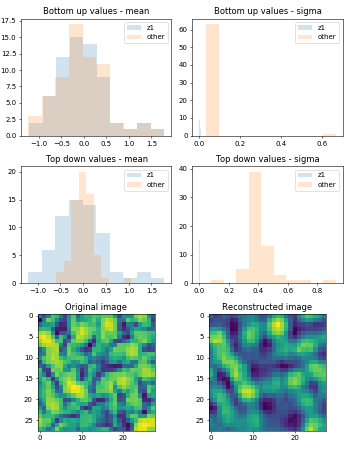 Bottom up values - mean
17.5
15.0
12.5
10.0
7.5
5.0
2.5
0.0
−1.0 −0.5 0.0 0.5 1.0 1.5
z1
other
Bottom up values - sigma
60
50
40
30
20
10
0
0.0 0.2 0.4 0.6
z1
other
Top down values - mean
20
15
10
5
0
−1.0 −0.5 0.0 0.5 1.0 1.5
z1
other
Top down values - sigma
40
30
20
10
0
0.0 0.2 0.4 0.6 0.8
z1
other
Original image
0
5
10
15
20
25
0 10 20
Reconstructed image
0
5
10
15
20
25
0 10 20